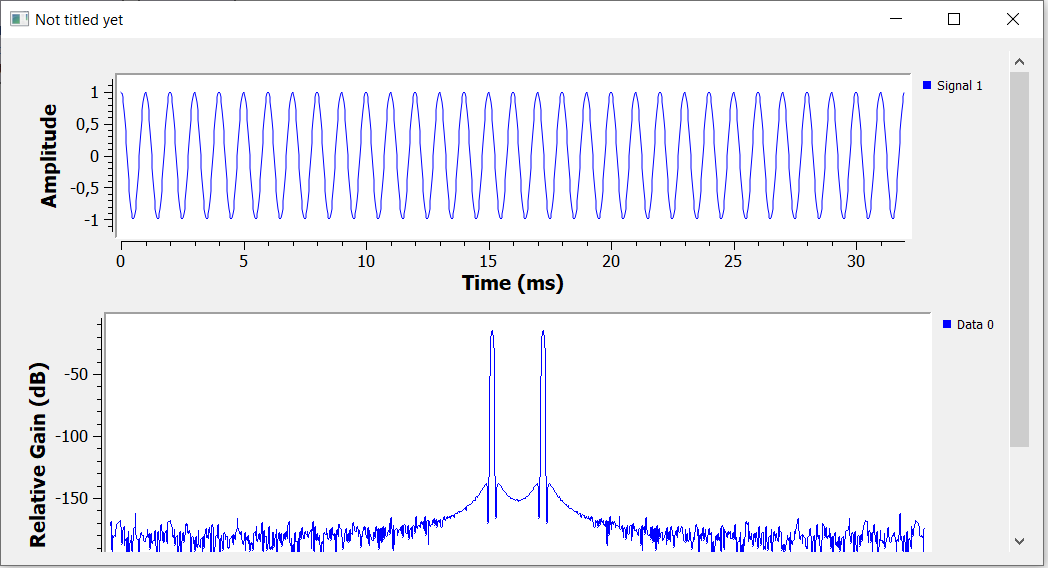 Not titled yet
Signal 1
Amplitude
1
0,5
0
-0,5
-1
0 5 10 15 20 25 30
Time (ms)
Data 0
Relative Gain (dB)
-50
-100
-150